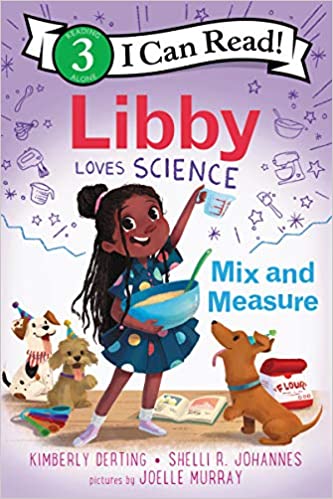 READING
3
ALONE
I Can Read!
Libby
LOVES SCIENCE
Mix and
Measure
FLOUR
KIMBERLY DERTING • SHELLI R. JOHANNES
pictures by JOELLE MURRAY